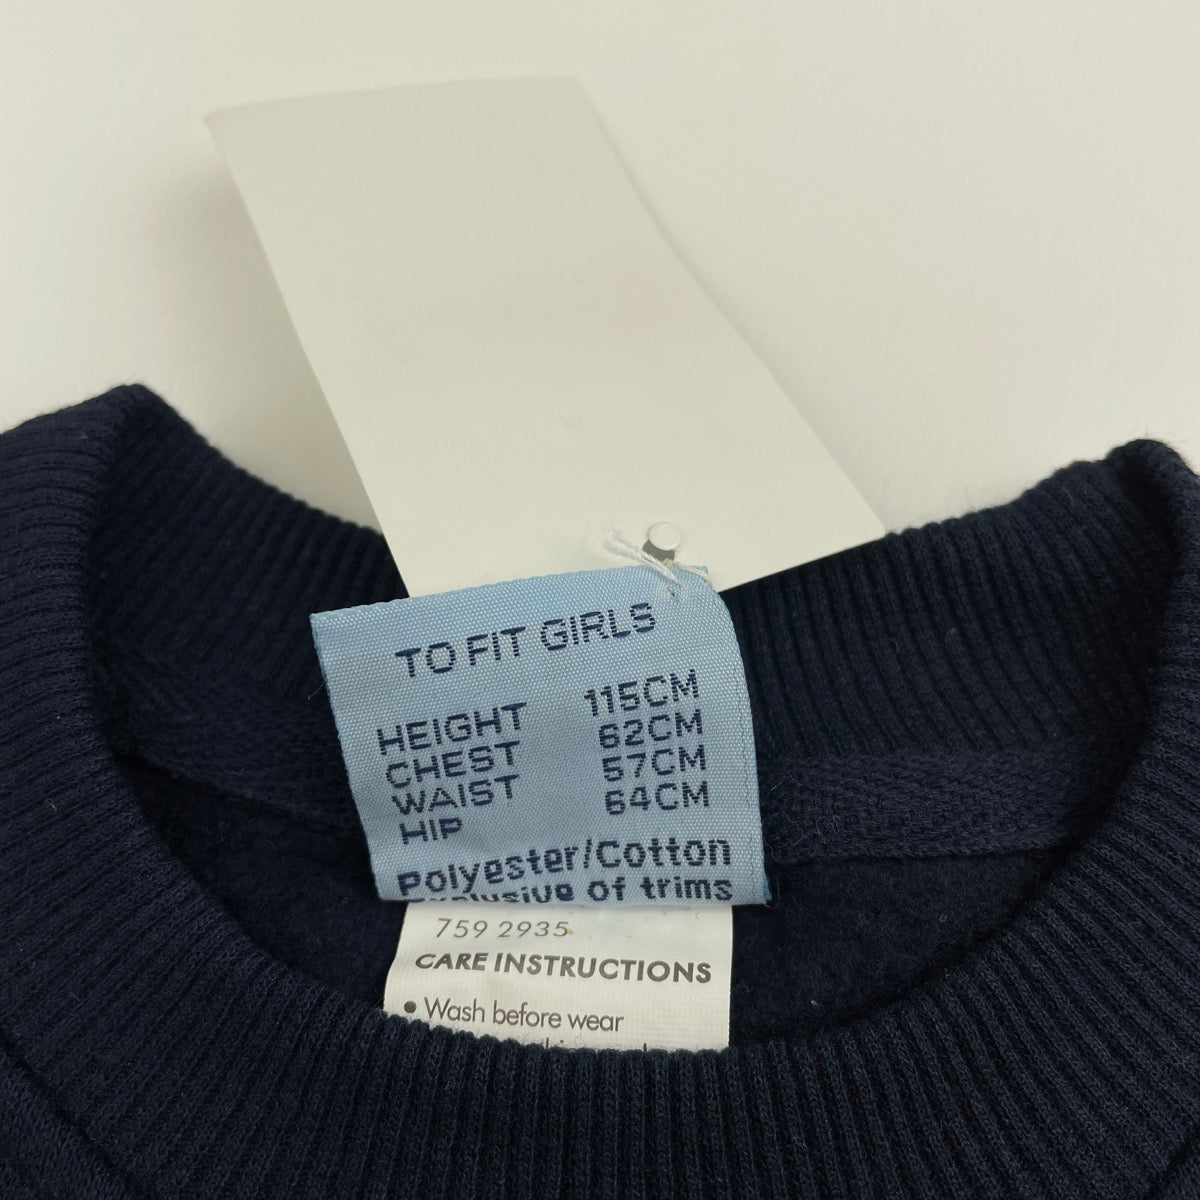 TO FIT GIRLS
HEIGHT 115CM
CHEST 62CM
WAIST 57CM
HIP 64CM
Polyester/Cotton
Exclusive of trims
759 2935
CARE INSTRUCTIONS
• Wash before wear